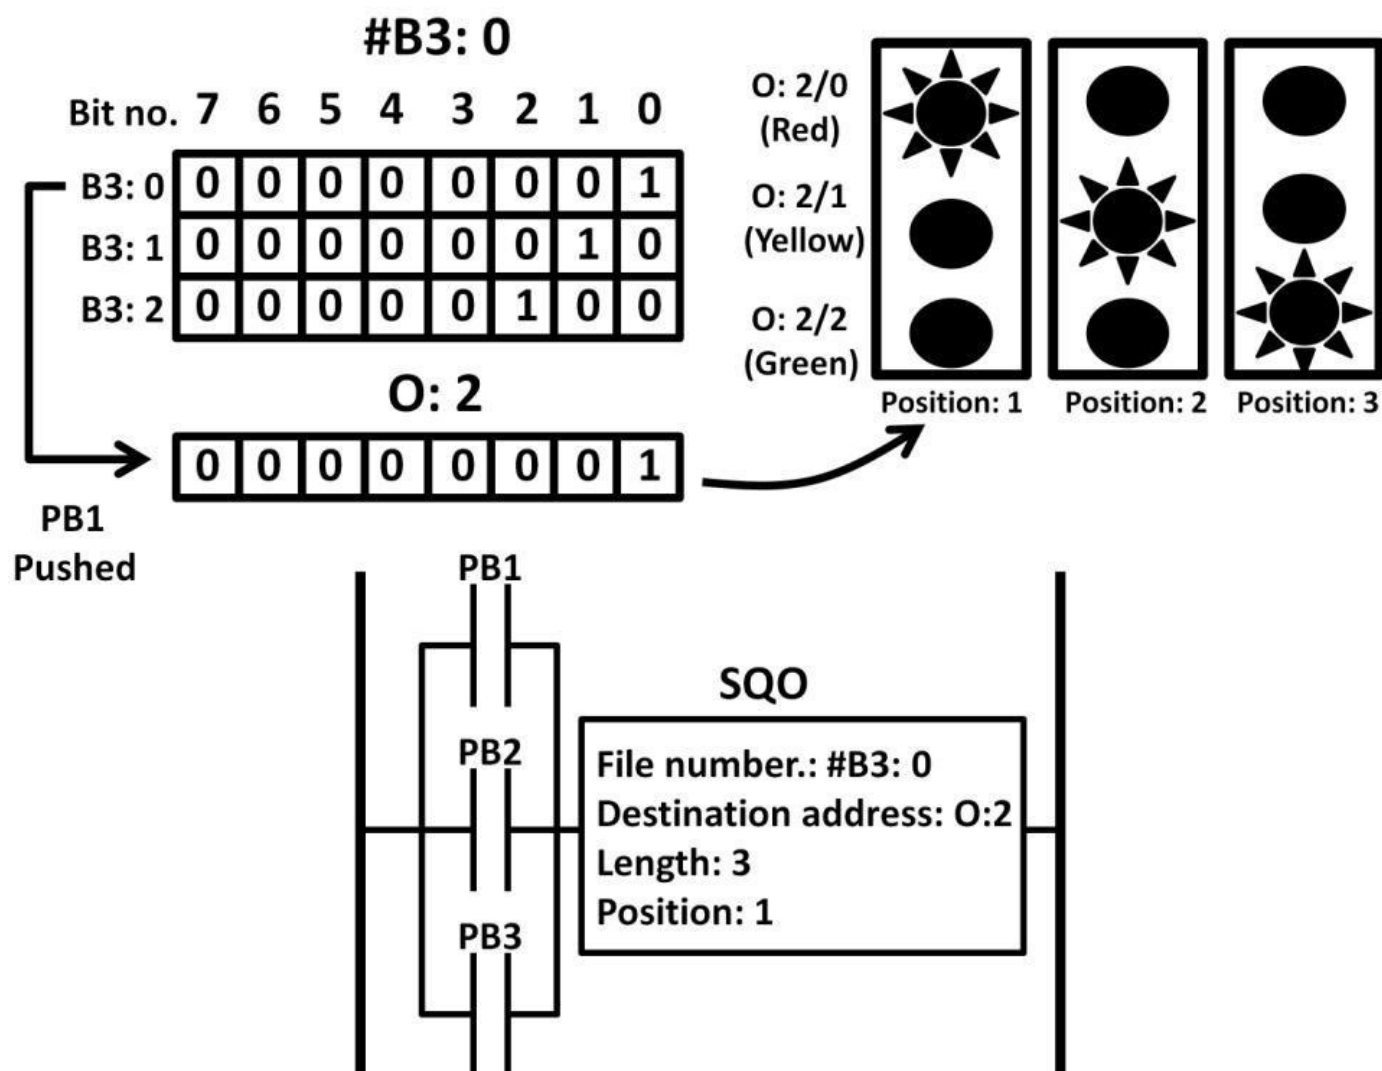 #B3: 0
Bit no. 7 6 5 4 3 2 1 0
B3: 0 0 0 0 0 0 0 0 1
B3: 1 0 0 0 0 0 0 1 0
B3: 2 0 0 0 0 0 1 0 0
O: 2
0 0 0 0 0 0 0 1
PB1
Pushed
O: 2/0
(Red)
O: 2/1
(Yellow)
O: 2/2
(Green)
Position: 1 Position: 2 Position: 3
PB1
PB2
PB3
SQO
File number.: #B3: 0
Destination address: O:2
Length: 3
Position: 1